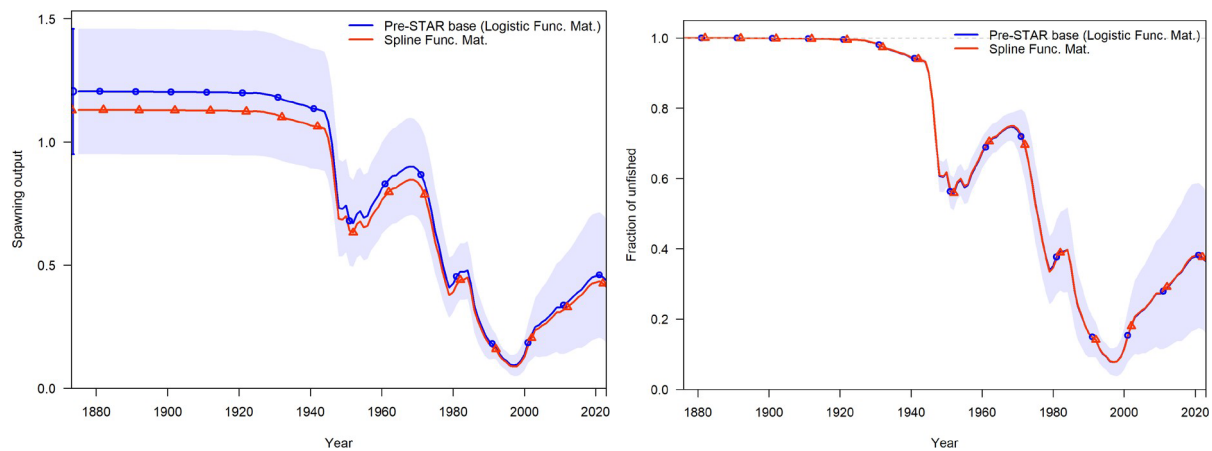 Pre-STAR base (Logistic Func. Mat.)
Spline Func. Mat.
Spawning output
1.5
1.0
0.5
0.0
1880 1900 1920 1940 1960 1980 2000 2020
Year
Pre-STAR base (Logistic Func. Mat.)
Spline Func. Mat.
Fraction of unfished
1.0
0.8
0.6
0.4
0.2
0.0
1880 1900 1920 1940 1960 1980 2000 2020
Year